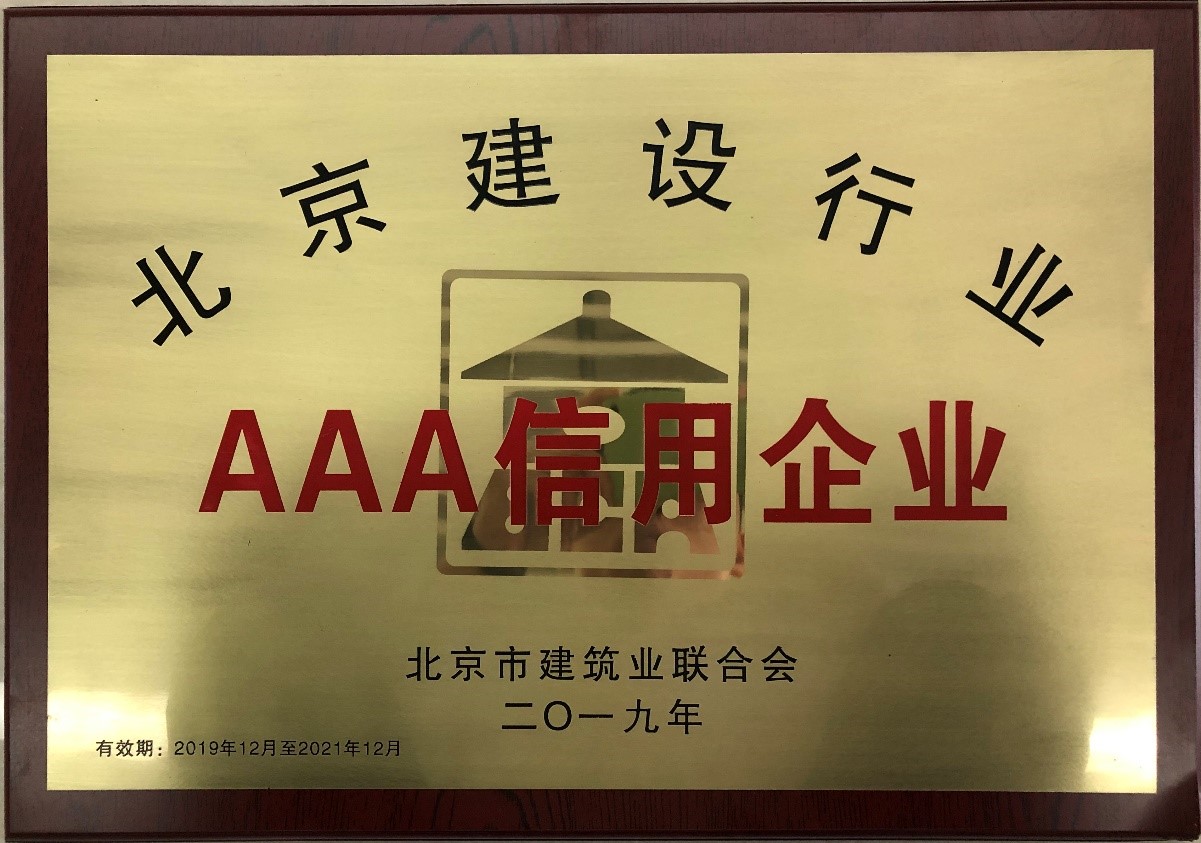 北京建设行业
AAA信用企业
北京市建筑业联合会
二〇一九年
有效期：2019年12月至2021年12月